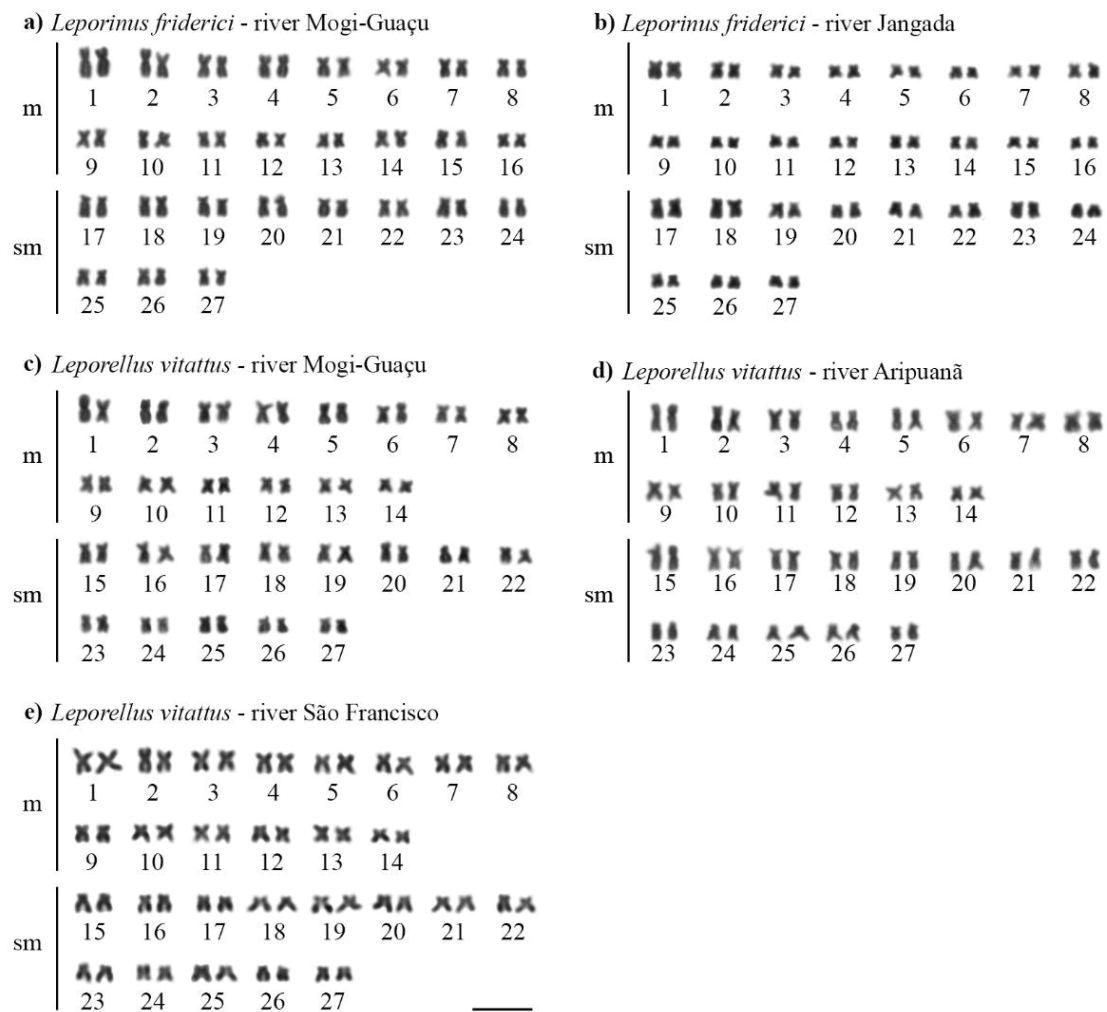 a) Leporinus friderici - river Mogi-Guaçu
m
1 2 3 4 5 6 7 8
9 10 11 12 13 14 15 16
sm
17 18 19 20 21 22 23 24
25 26 27
b) Leporinus friderici - river Jangada
1 2 3 4 5 6 7 8
m
9 10 11 12 13 14 15 16
17 18 19 20 21 22 23 24
sm
25 26 27
c) Leporellus vitattus - river Mogi-Guaçu
1 2 3 4 5 6 7 8
m
9 10 11 12 13 14
15 16 17 18 19 20 21 22
sm
23 24 25 26 27
d) Leporellus vitattus - river Aripuanã
1 2 3 4 5 6 7 8
m
9 10 11 12 13 14
15 16 17 18 19 20 21 22
sm
23 24 25 26 27
e) Leporellus vitattus - river São Francisco
1 2 3 4 5 6 7 8
m
9 10 11 12 13 14
15 16 17 18 19 20 21 22
sm
23 24 25 26 27